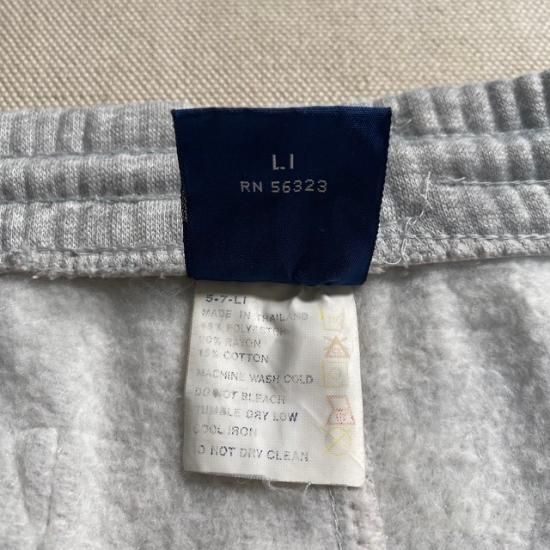 LI
RN 56323
5-7-LI
MADE IN THAILAND
POLYESTER
RAYON
15% COTTON
MACHINE WASH COLD
DO NOT BLEACH
TUMBLE DRY LOW
COOL IRON
DO NOT DRY CLEAN